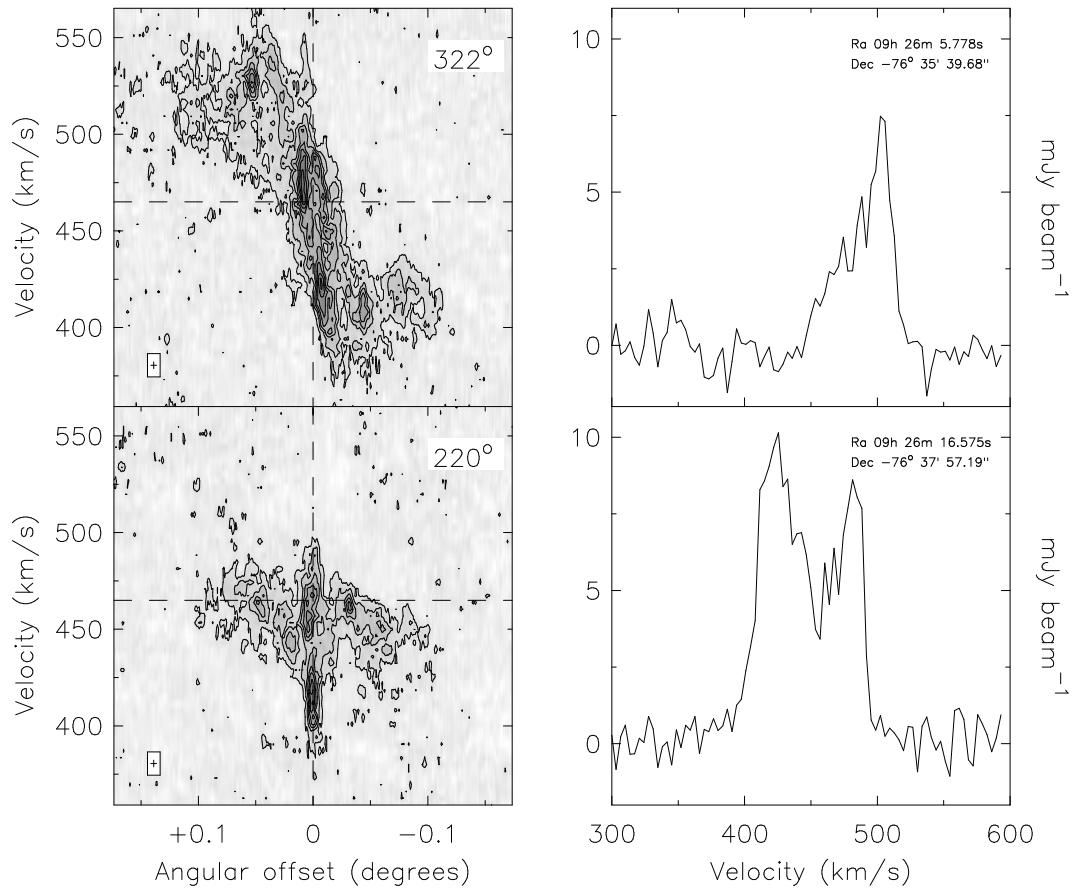 550
500
450
400
Velocity (km/s)
322°
10
5
0
Ra 09h 26m 5.778s
Dec −76° 35' 39.68"
mJy beam⁻¹
550
500
450
400
Velocity (km/s)
220°
+0.1
0
−0.1
Angular offset (degrees)
10
5
0
Ra 09h 26m 16.575s
Dec −76° 37' 57.19"
mJy beam⁻¹
300
400
500
600
Velocity (km/s)